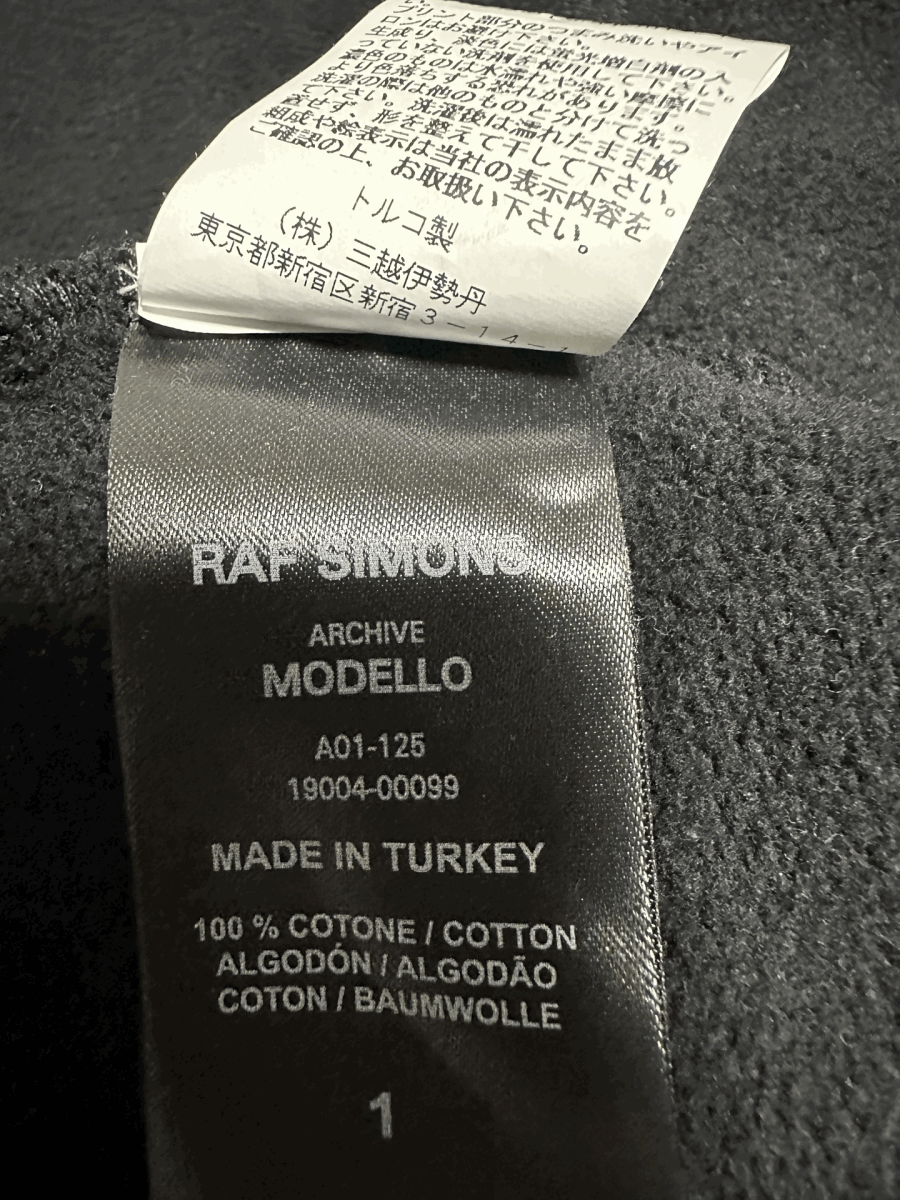 プリント部分のつまみ洗いやアイ
ロンはお避け下さい。
生成り、淡色には蛍光増白剤の入
っていない洗剤を使用して下さい。
濃色のものは水濡れや強い摩擦に
より色落ちする恐れがあります。
洗濯の際は他のものと分けて洗っ
て下さい。洗濯後は濡れたまま放
置せず、形を整えて干して下さい。
組成や絵表示は当社の表示内容を
ご確認の上、お取扱い下さい。
トルコ製
（株）三越伊勢丹
東京都新宿区新宿３－１４－１
RAF SIMONS
ARCHIVE
MODELLO
A01-125
19004-00099
MADE IN TURKEY
100 % COTONE / COTTON
ALGODÓN / ALGODÃO
COTON / BAUMWOLLE
1